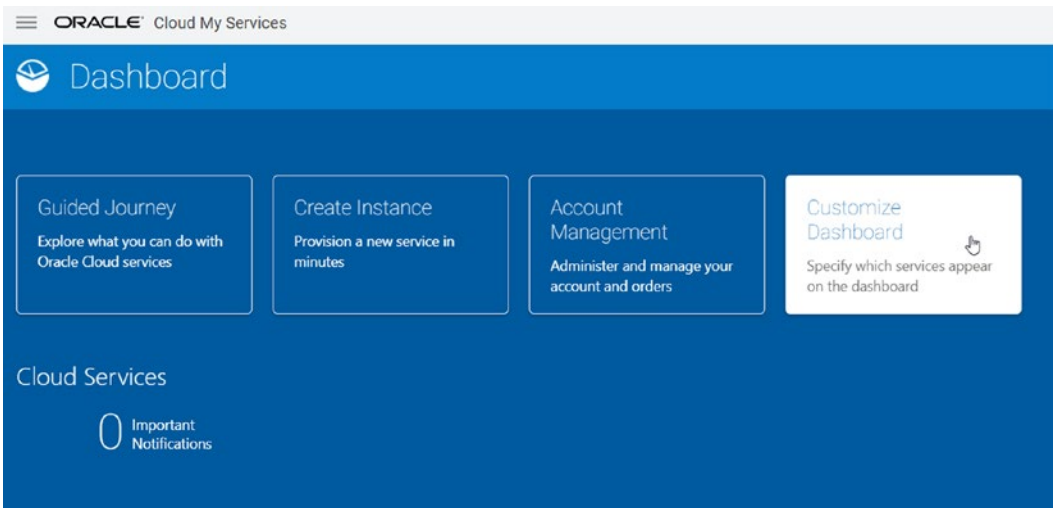 ORACLE Cloud My Services
Dashboard
Guided Journey
Explore what you can do with
Oracle Cloud services
Create Instance
Provision a new service in
minutes
Account
Management
Administer and manage your
account and orders
Customize
Dashboard
Specify which services appear
on the dashboard
Cloud Services
0 Important
Notifications